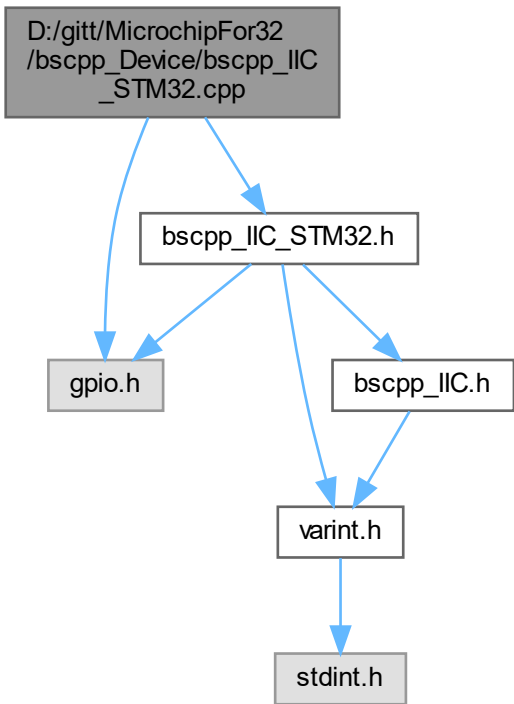 D:/gitt/MicrochipFor32
/bscpp_Device/bscpp_IIC
_STM32.cpp
bscpp_IIC_STM32.h
gpio.h
bscpp_IIC.h
varint.h
stdint.h